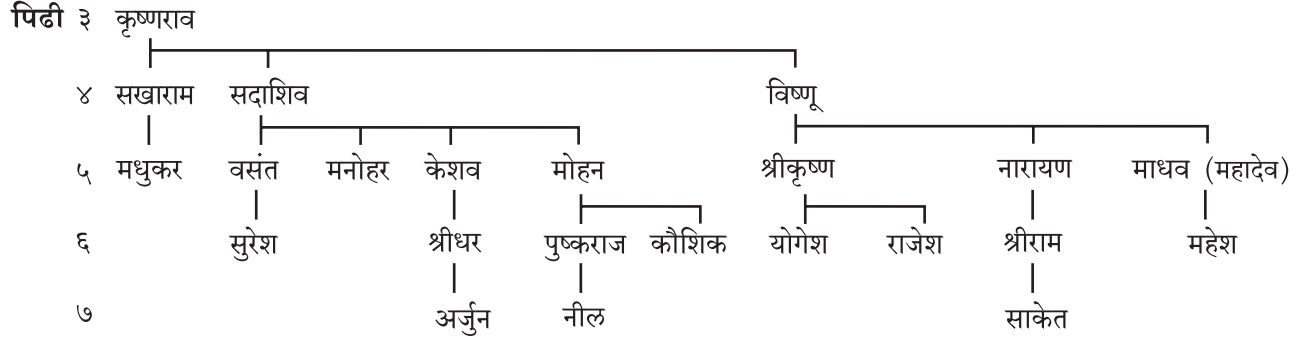 पिढी ३ कृष्णराव
४ सखाराम सदाशिव विष्णू
५ मधुकर वसंत मनोहर केशव मोहन श्रीकृष्ण नारायण माधव (महादेव)
६ सुरेश श्रीधर पुष्कराज कौशिक योगेश राजेश श्रीराम महेश
७ अर्जुन नील साकेत